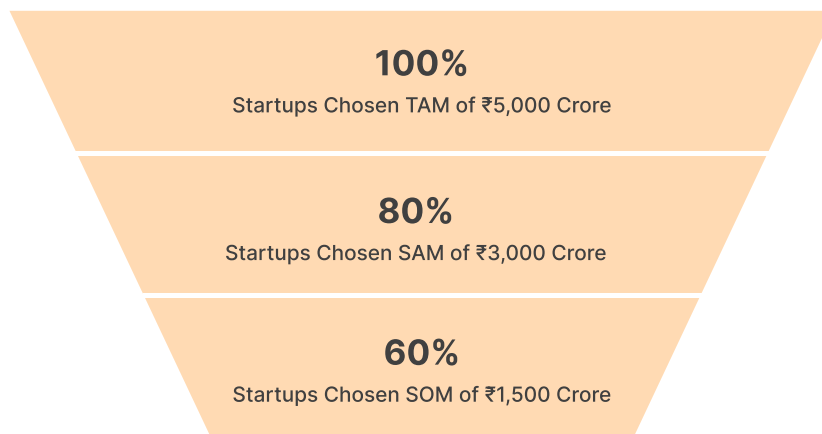 100%
Startups Chosen TAM of ₹5,000 Crore
80%
Startups Chosen SAM of ₹3,000 Crore
60%
Startups Chosen SOM of ₹1,500 Crore